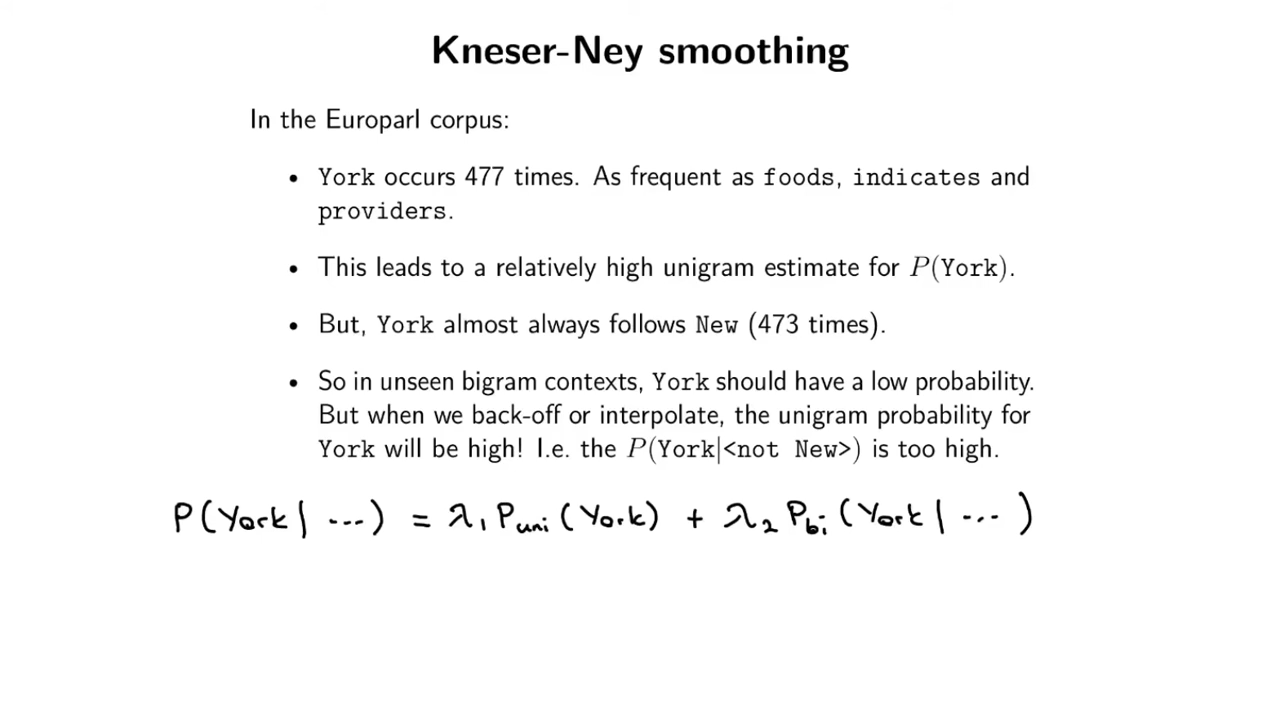 Kneser-Ney smoothing
In the Europarl corpus:
• York occurs 477 times. As frequent as foods, indicates and
providers.
• This leads to a relatively high unigram estimate for P(York).
• But, York almost always follows New (473 times).
• So in unseen bigram contexts, York should have a low probability.
But when we back-off or interpolate, the unigram probability for
York will be high! I.e. the P(York|<not New>) is too high.
P(York | ...) = λ₁ P_uni (York) + λ₂ P_bi (York | ...)